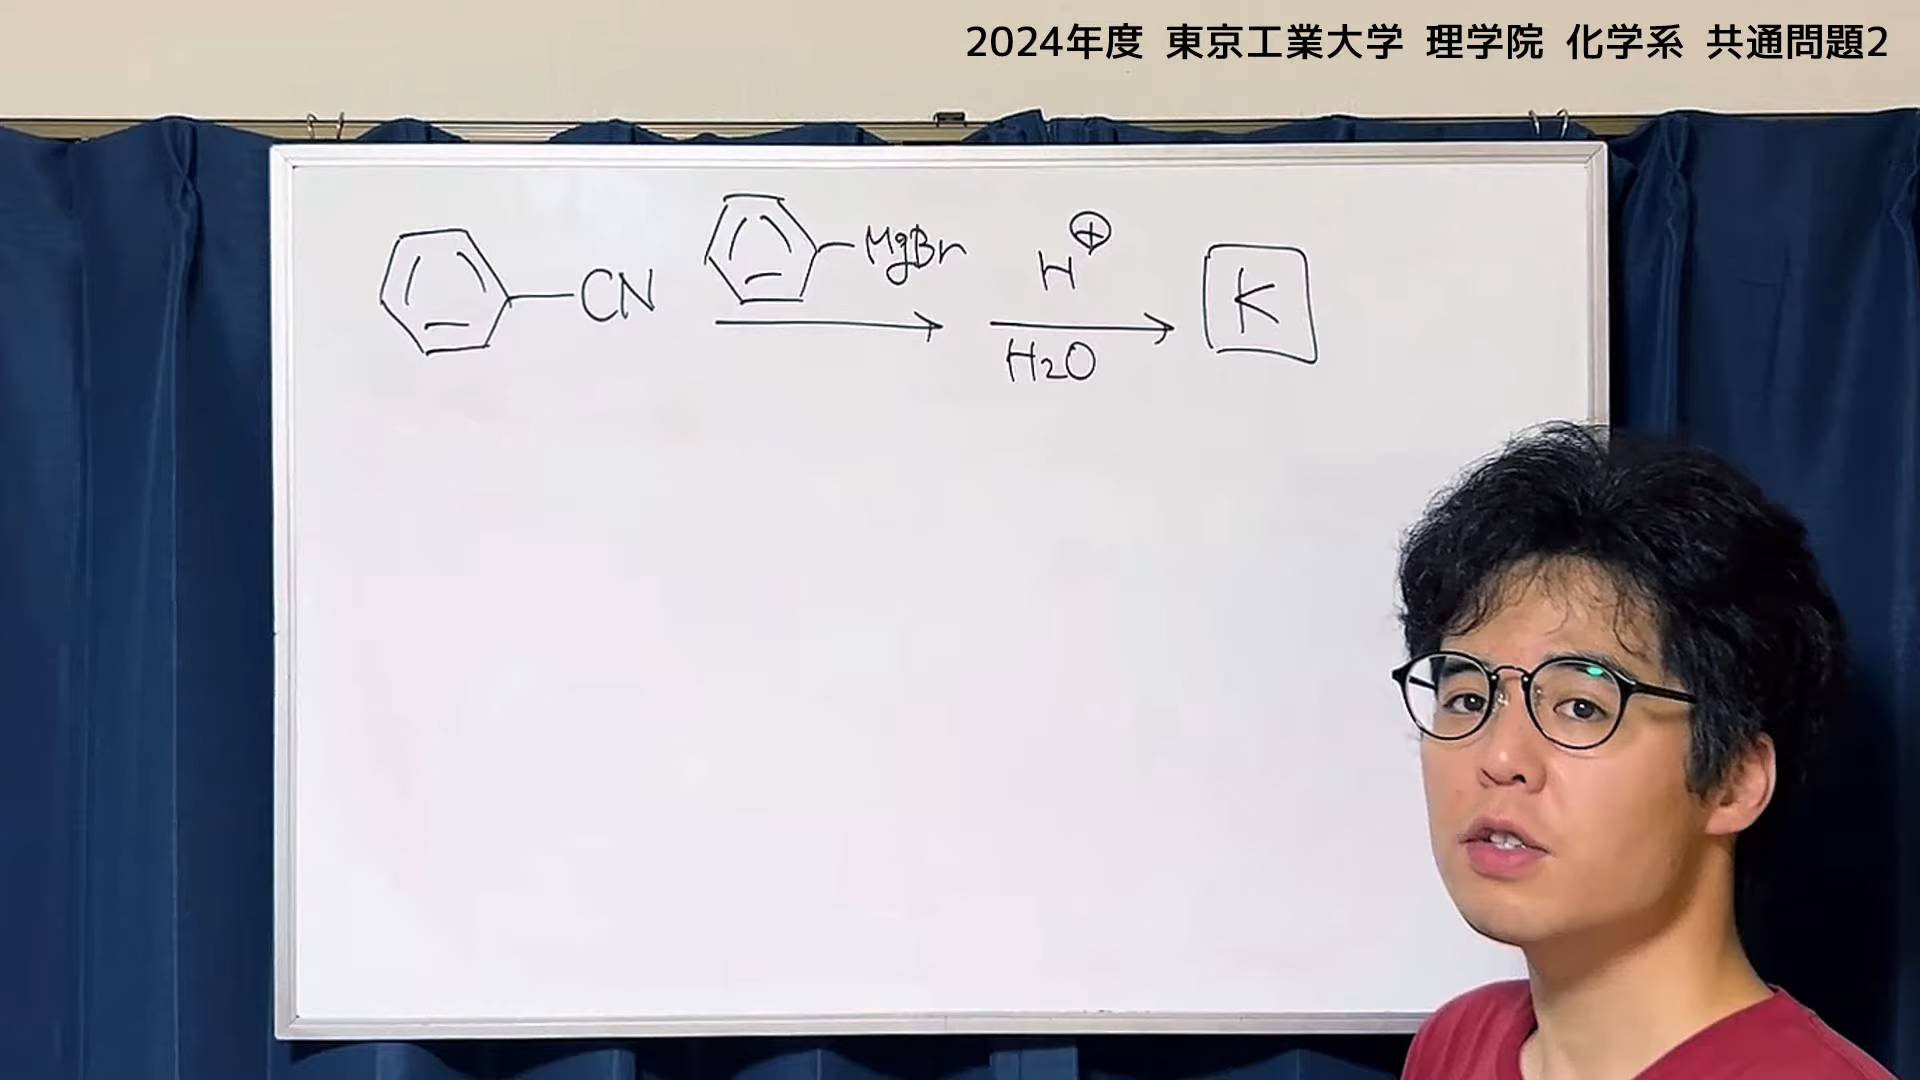 2024年度 東京工業大学 理学院 化学系 共通問題2
CN
MgBr
H⊕
H2O
K